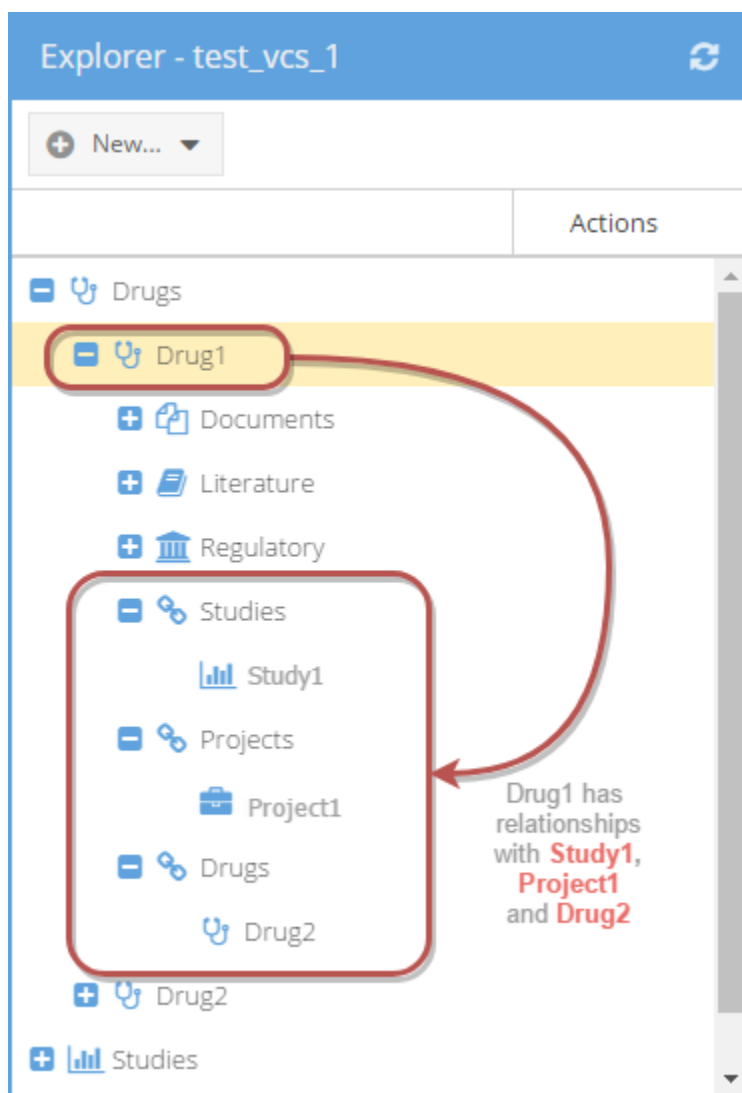 Explorer - test_vcs_1
New...
Actions
Drugs
Drug1
Documents
Literature
Regulatory
Studies
Study1
Projects
Project1
Drugs
Drug2
Drug1 has
relationships
with Study1,
Project1
and Drug2
Drug2
Studies